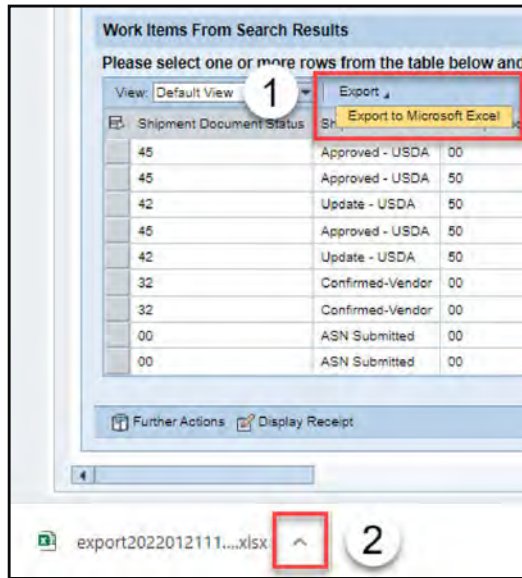 Work Items From Search Results
Please select one or more rows from the table below and
View: Default View 1 Export
Export to Microsoft Excel
Shipment Document Status
45 Approved - USDA 00
45 Approved - USDA 50
42 Update - USDA 50
45 Approved - USDA 50
42 Update - USDA 50
32 Confirmed-Vendor 00
32 Confirmed-Vendor 00
00 ASN Submitted 00
00 ASN Submitted 00
Further Actions Display Receipt
export2022012111....xlsx 2